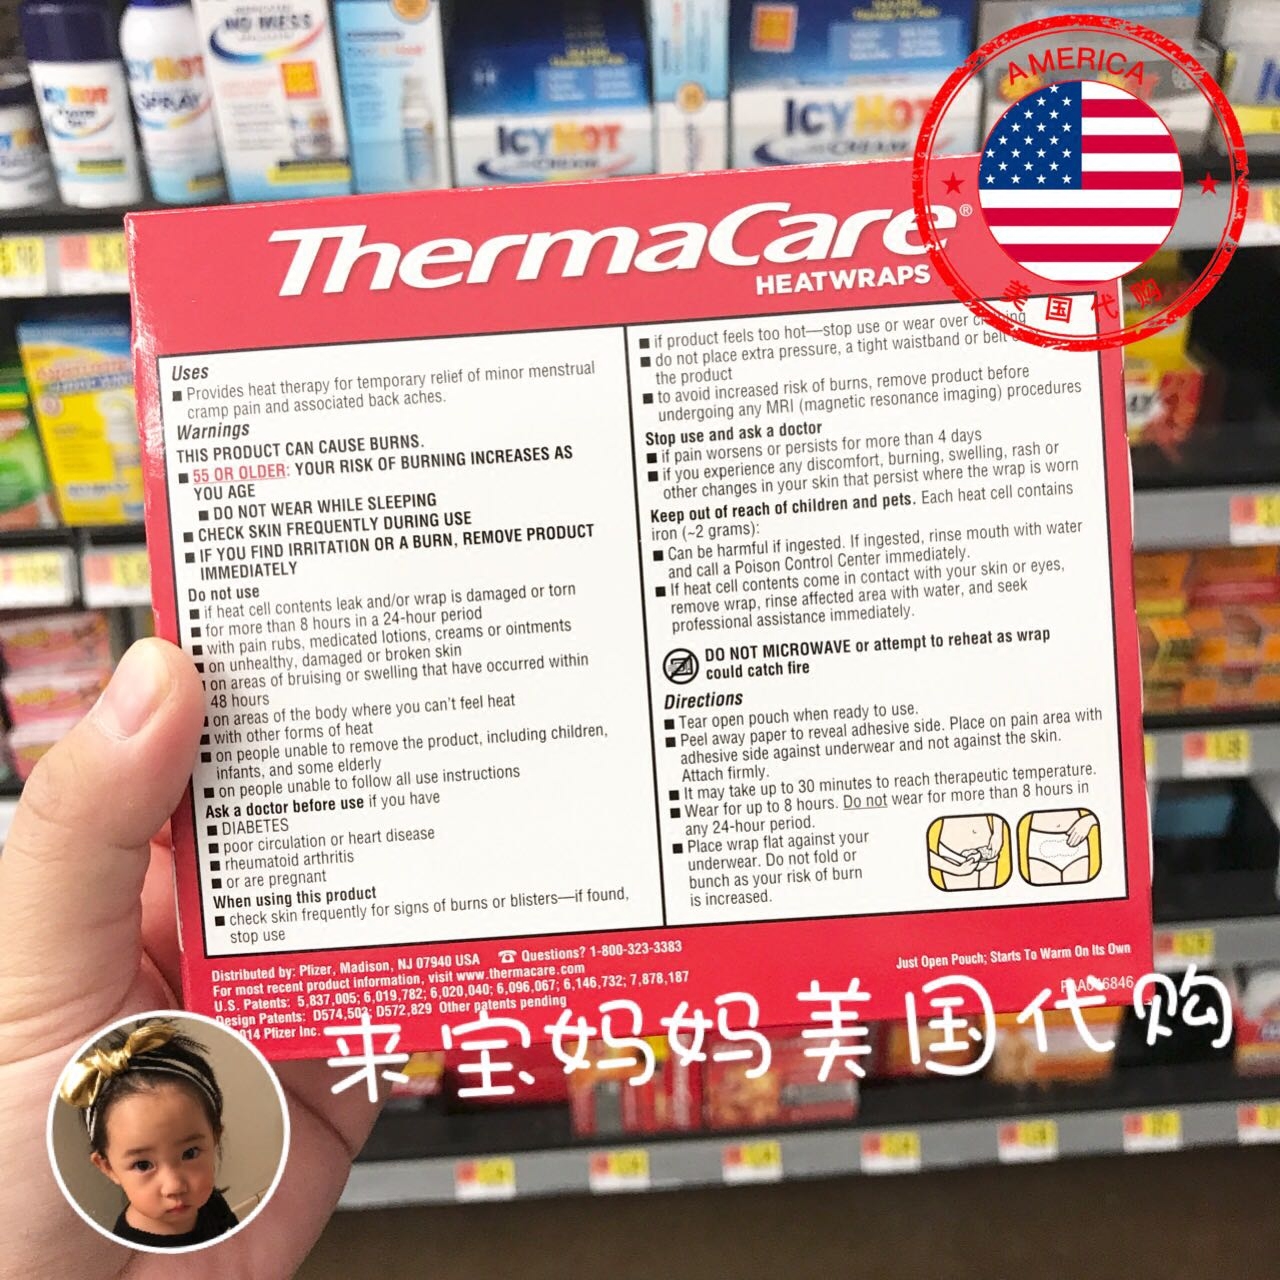 NO MESS
ICY HOT
SPRAY
ICY HOT
CREAM
ICY HOT
AMERICA
美国代购
ThermaCare®
HEATWRAPS
Uses
■ Provides heat therapy for temporary relief of minor menstrual
cramp pain and associated back aches.
Warnings
THIS PRODUCT CAN CAUSE BURNS.
■ 55 OR OLDER: YOUR RISK OF BURNING INCREASES AS
YOU AGE
■ DO NOT WEAR WHILE SLEEPING
■ CHECK SKIN FREQUENTLY DURING USE
■ IF YOU FIND IRRITATION OR A BURN, REMOVE PRODUCT
IMMEDIATELY
Do not use
■ if heat cell contents leak and/or wrap is damaged or torn
■ for more than 8 hours in a 24-hour period
■ with pain rubs, medicated lotions, creams or ointments
■ on unhealthy, damaged or broken skin
■ on areas of bruising or swelling that have occurred within
48 hours
■ on areas of the body where you can't feel heat
■ with other forms of heat
■ on people unable to remove the product, including children,
infants, and some elderly
■ on people unable to follow all use instructions
Ask a doctor before use if you have
■ DIABETES
■ poor circulation or heart disease
■ rheumatoid arthritis
■ or are pregnant
When using this product
■ check skin frequently for signs of burns or blisters—if found,
stop use
■ if product feels too hot—stop use or wear over
■ do not place extra pressure, a tight waistband or belt
the product
■ to avoid increased risk of burns, remove product before
undergoing any MRI (magnetic resonance imaging) procedures
Stop use and ask a doctor
■ if pain worsens or persists for more than 4 days
■ if you experience any discomfort, burning, swelling, rash or
other changes in your skin that persist where the wrap is worn
Keep out of reach of children and pets. Each heat cell contains
iron (~2 grams):
■ Can be harmful if ingested. If ingested, rinse mouth with water
and call a Poison Control Center immediately.
■ If heat cell contents come in contact with your skin or eyes,
remove wrap, rinse affected area with water, and seek
professional assistance immediately.
DO NOT MICROWAVE or attempt to reheat as wrap
could catch fire
Directions
■ Tear open pouch when ready to use.
■ Peel away paper to reveal adhesive side. Place on pain area with
adhesive side against underwear and not against the skin.
Attach firmly.
■ It may take up to 30 minutes to reach therapeutic temperature.
■ Wear for up to 8 hours. Do not wear for more than 8 hours in
any 24-hour period.
■ Place wrap flat against your
underwear. Do not fold or
bunch as your risk of burn
is increased.
Distributed by: Pfizer, Madison, NJ 07940 USA ☎ Questions? 1-800-323-3383
For most recent product information, visit www.thermacare.com
U.S. Patents: 5,837,005; 6,019,782; 6,020,040; 6,096,067; 6,146,732; 7,878,187
Design Patents: D574,502; D572,829 Other patents pending
Pfizer Inc.
Just Open Pouch; Starts To Warm On Its Own
来宝妈妈美国代购